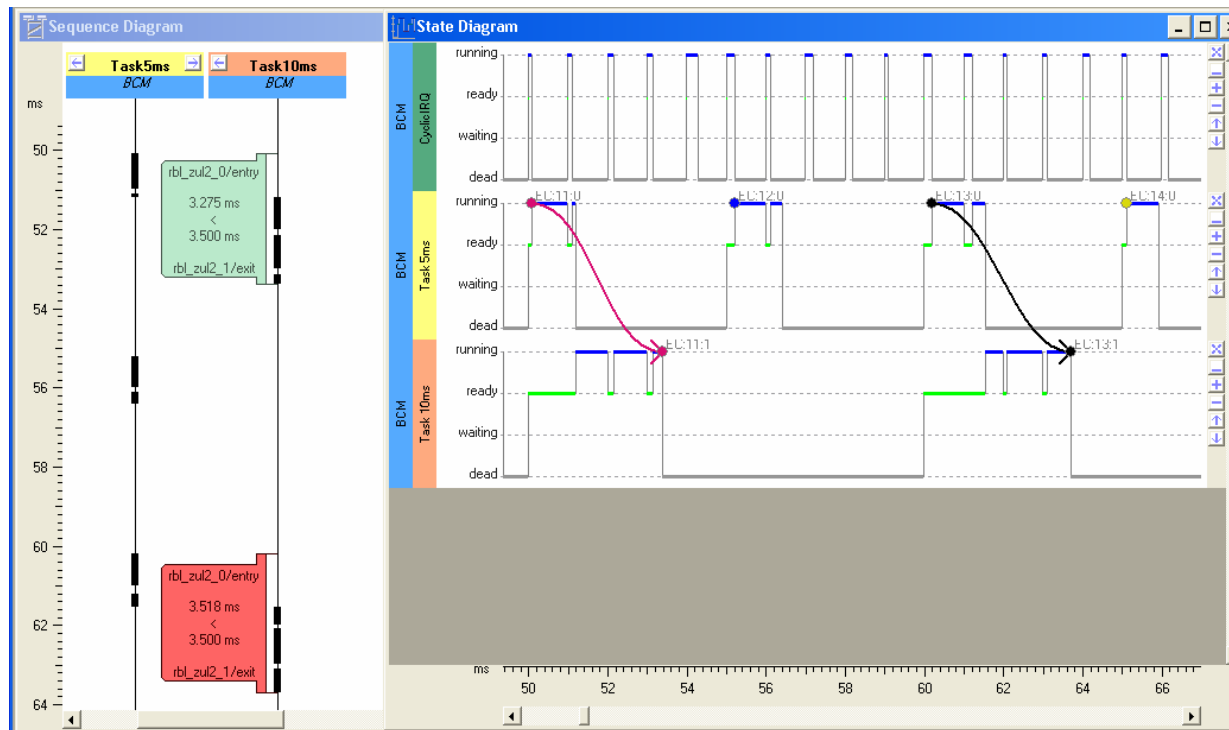 Sequence Diagram
Task5ms
Task10ms
BCM
BCM
ms
50
52
54
56
58
60
62
64
rbl_zul2_0/entry
3.275 ms
<
3.500 ms
rbl_zul2_1/exit
rbl_zul2_0/entry
3.518 ms
<
3.500 ms
rbl_zul2_1/exit
State Diagram
BCM
CyclicIRQ
running
ready
waiting
dead
BCM
Task 5ms
running
ready
waiting
dead
EC:11:0
EC:12:0
EC:13:0
EC:14:0
BCM
Task 10ms
running
ready
waiting
dead
EC:11:1
EC:13:1
ms
50
52
54
56
58
60
62
64
66